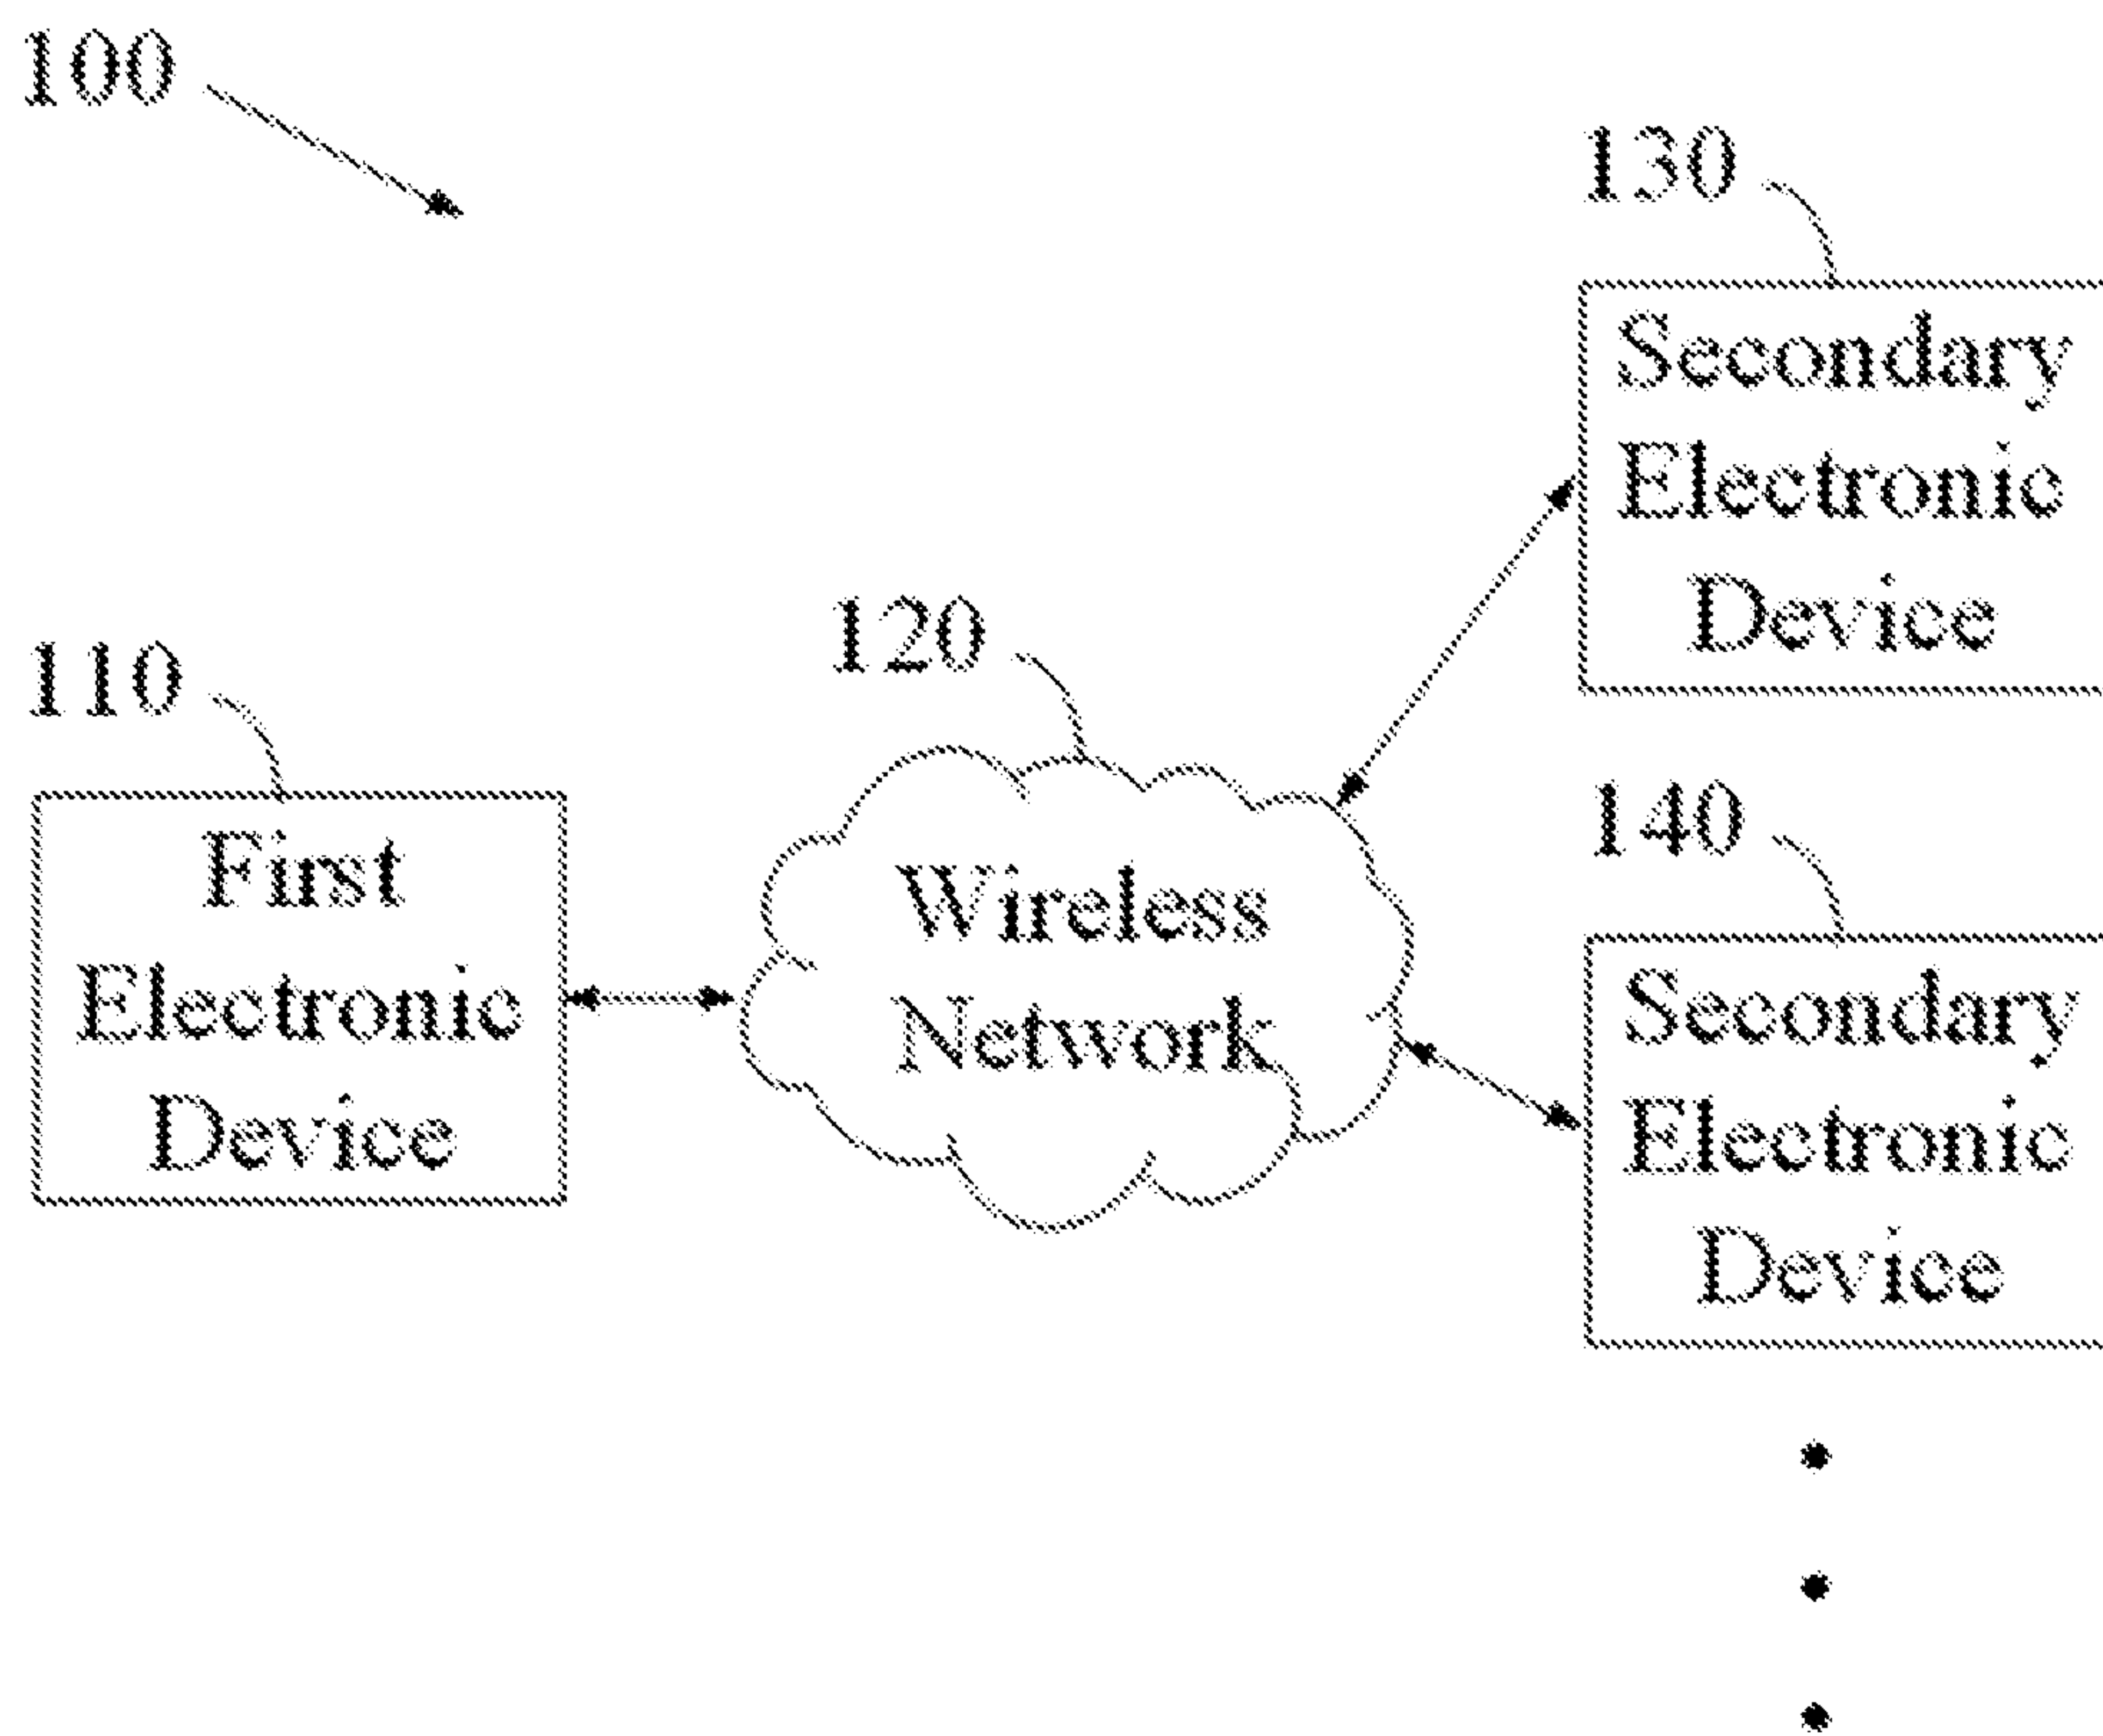 100
130
Secondary
Electronic
Device
120
110
First
Electronic
Device
Wireless
Network
140
Secondary
Electronic
Device